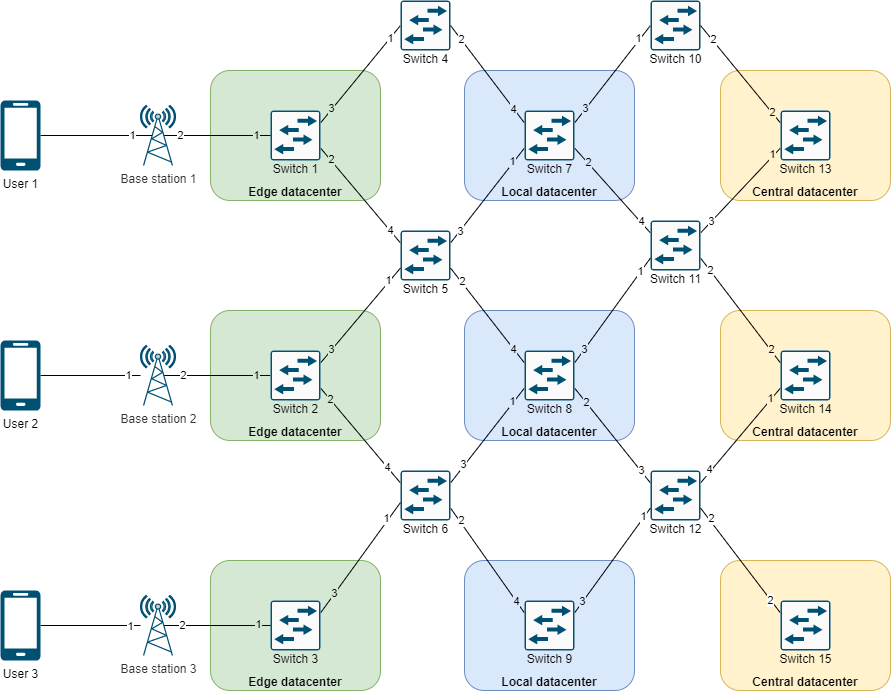 1
2
Switch 4
1
2
Switch 10
3
4
3
2
1
2
1
Switch 1
2
1
Switch 7
2
1
Switch 13
User 1
Base station 1
Edge datacenter
Local datacenter
Central datacenter
4
3
4
3
Switch 5
1
2
1
2
Switch 11
3
4
3
2
1
2
1
Switch 2
2
1
Switch 8
2
1
Switch 14
User 2
Base station 2
Edge datacenter
Local datacenter
Central datacenter
4
3
3
4
Switch 6
1
2
1
2
Switch 12
3
4
3
2
1
2
1
Switch 3
Switch 9
Switch 15
User 3
Base station 3
Edge datacenter
Local datacenter
Central datacenter